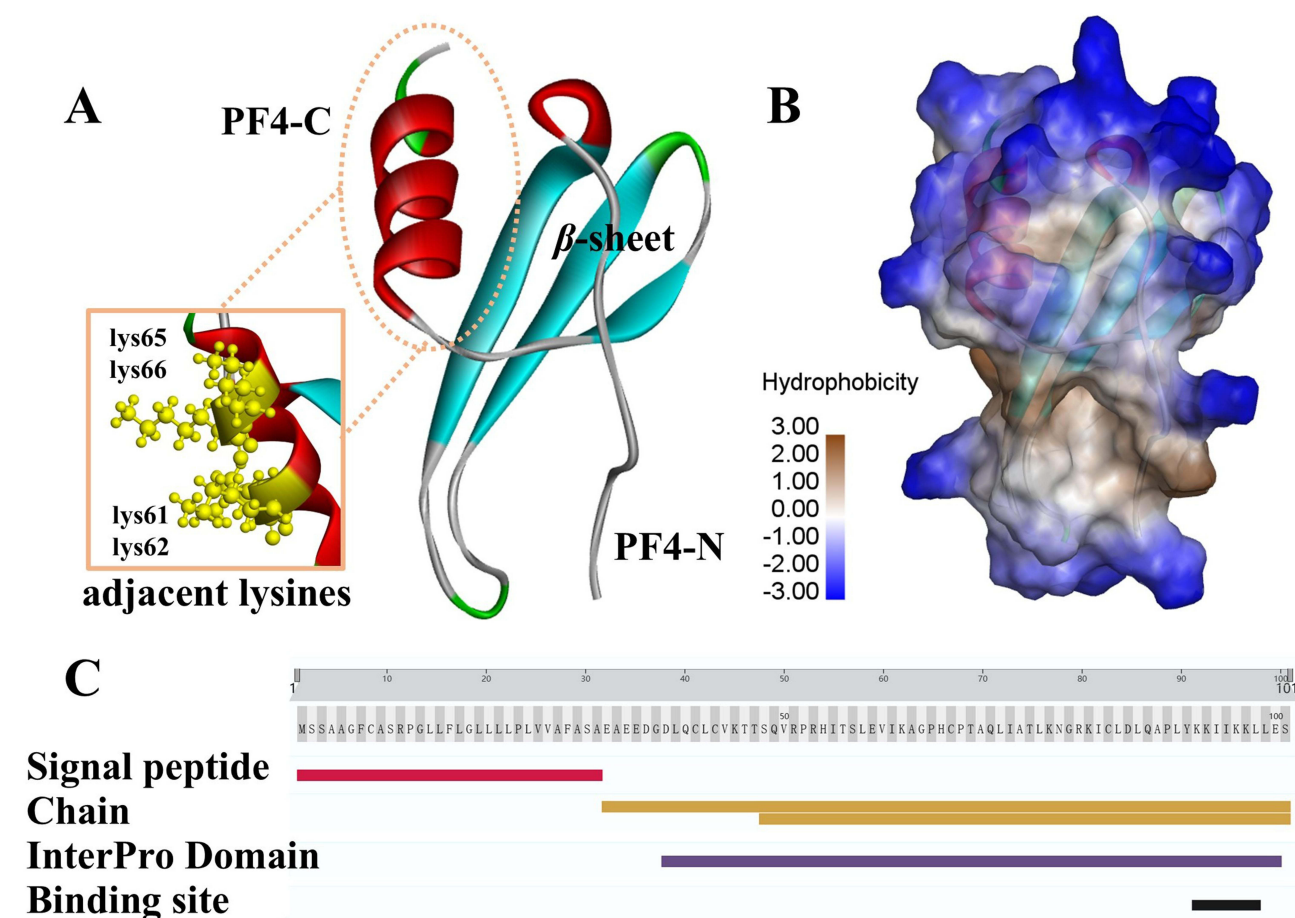 A
PF4-C
β-sheet
lys65
lys66
lys61
lys62
adjacent lysines
PF4-N
B
Hydrophobicity
3.00
2.00
1.00
0.00
-1.00
-2.00
-3.00
C
1 10 20 30 40 50 60 70 80 90 100 101
50 100
MSSAAGFCASRPGLLFLGLLLLPLVVAFASAEAEEDGDLQCLCVKTTSQVRPRHITSLEVIKAGPHCPTAQLIATLKNGRKICLDLQAPLYKKIIKKLLES
Signal peptide
Chain
InterPro Domain
Binding site